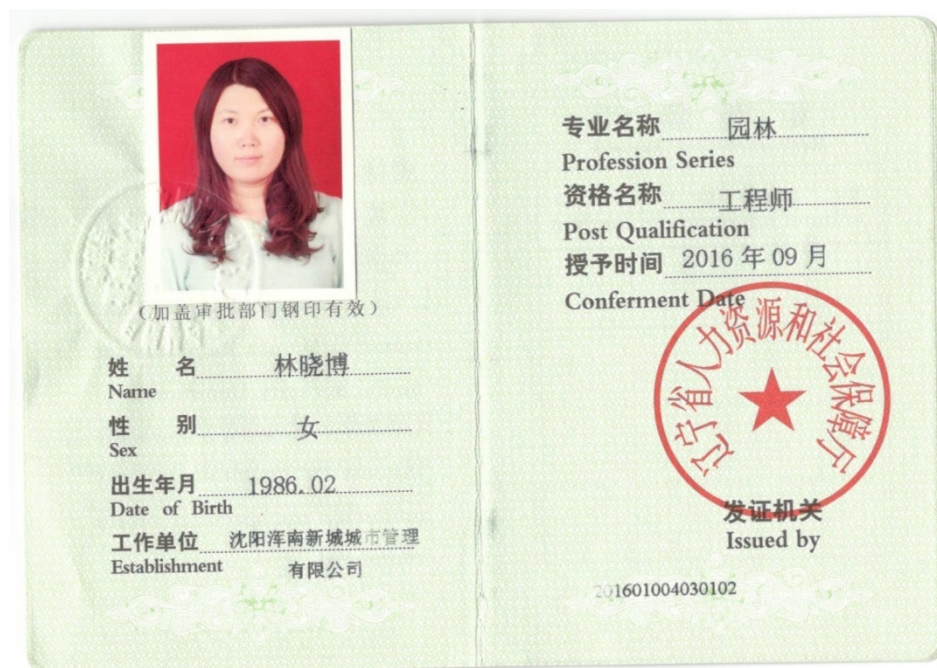 (加盖审批部门钢印有效)
姓 名 林晓博
Name
性 别 女
Sex
出生年月 1986.02
Date of Birth
工作单位 沈阳浑南新城城市管理
Establishment 有限公司
专业名称 园林
Profession Series
资格名称 工程师
Post Qualification
授予时间 2016 年 09 月
Conferment Date
辽宁省人力资源和社会保障厅
发证机关
Issued by
201601004030102